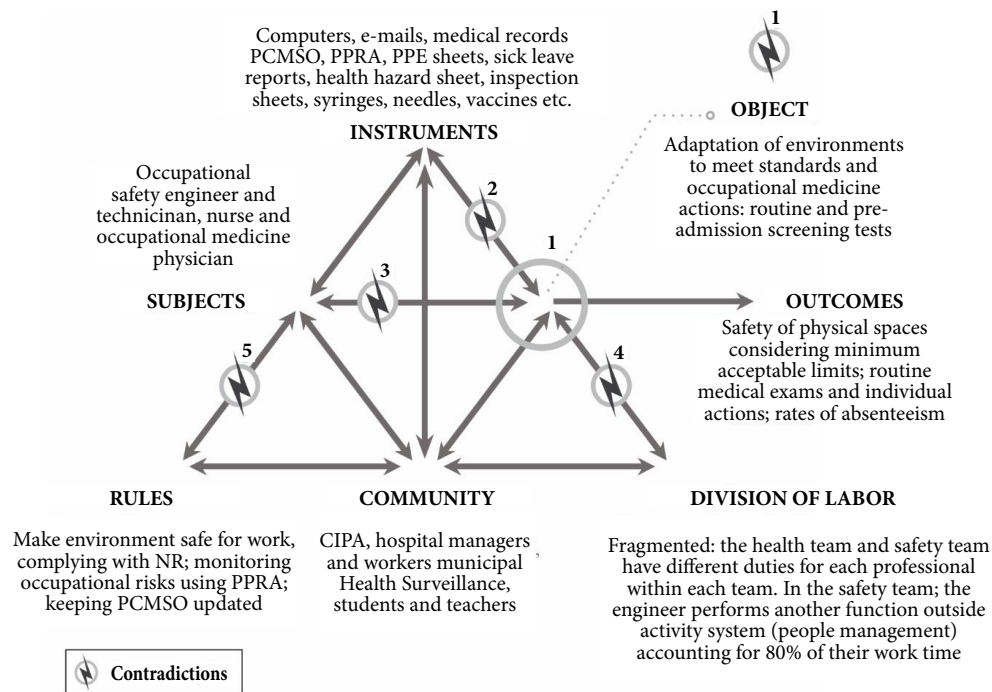 Computers, e-mails, medical records
PCMSO, PPRA, PPE sheets, sick leave
reports, health hazard sheet, inspection
sheets, syringes, needles, vaccines etc.
INSTRUMENTS
1
OBJECT
Adaptation of environments
to meet standards and
occupational medicine
actions: routine and pre-
admission screening tests
Occupational
safety engineer and
technicinan, nurse and
occupational medicine
physician
SUBJECTS
2
3
1
OUTCOMES
Safety of physical spaces
considering minimum
acceptable limits; routine
medical exams and individual
actions; rates of absenteeism
5
4
RULES
Make environment safe for work,
complying with NR; monitoring
occupational risks using PPRA;
keeping PCMSO updated
COMMUNITY
CIPA, hospital managers
and workers municipal ,
Health Surveillance,
students and teachers
DIVISION OF LABOR
Fragmented: the health team and safety team
have different duties for each professional
within each team. In the safety team; the
engineer performs another function outside
activity system (people management)
accounting for 80% of their work time
Contradictions